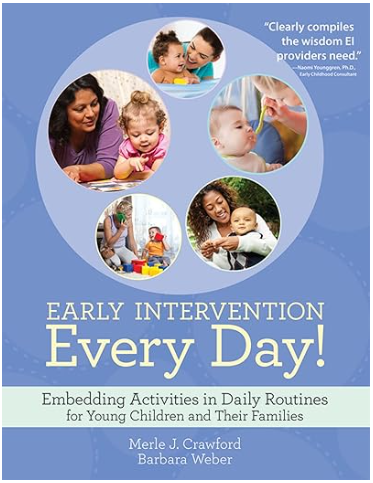 “Clearly compiles
the wisdom EI
providers need.”
—Naomi Younggren, Ph.D.,
Early Childhood Consultant
EARLY INTERVENTION
Every Day!
Embedding Activities in Daily Routines
for Young Children and Their Families
Merle J. Crawford
Barbara Weber